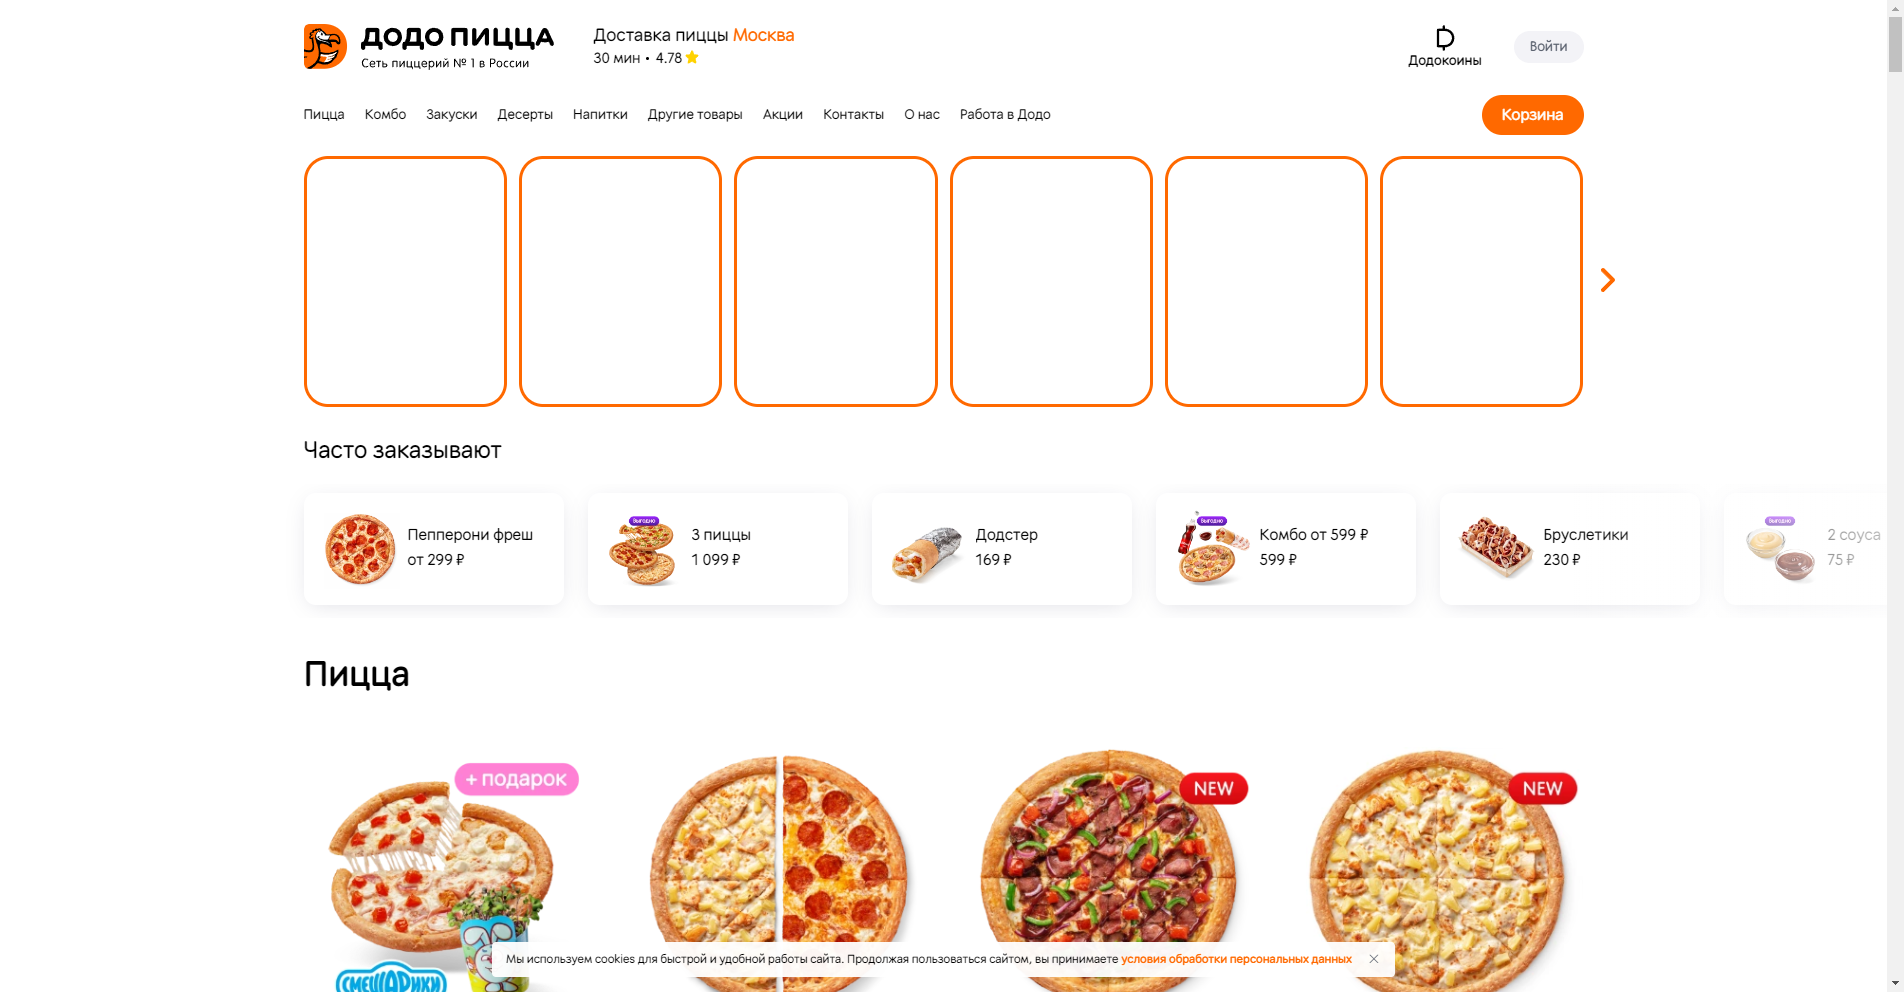 ДОДО ПИЦЦА
Сеть пиццерий № 1 в России
Доставка пиццы Москва
30 мин • 4.78
Додокоины
Войти
Пицца Комбо Закуски Десерты Напитки Другие товары Акции Контакты О нас Работа в Додо
Корзина
Часто заказывают
Пепперони фреш
от 299 ₽
Выгодно
3 пиццы
1 099 ₽
Додстер
169 ₽
Выгодно
Комбо от 599 ₽
599 ₽
Бруслетики
230 ₽
Выгодно
2 соуса
75 ₽
Пицца
+ подарок
NEW
NEW
СМЕШАРИКИ
Мы используем cookies для быстрой и удобной работы сайта. Продолжая пользоваться сайтом, вы принимаете условия обработки персональных данных